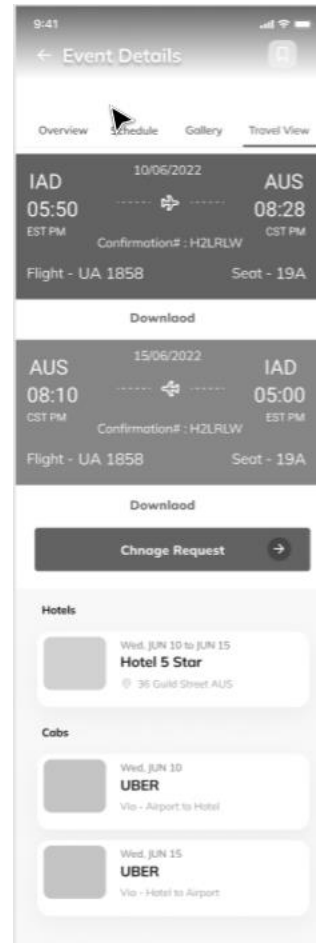 9:41
Event Details
Overview Schedule Gallery Travel View
10/06/2022
IAD AUS
05:50 08:28
EST PM CST PM
Confirmation# : H2LRLW
Flight - UA 1858 Seat - 19A
Downlaod
15/06/2022
AUS IAD
08:10 05:00
CST PM EST PM
Confirmation# : H2LRLW
Flight - UA 1858 Seat - 19A
Downlaod
Chnage Request
Hotels
Wed, JUN 10 to JUN 15
Hotel 5 Star
36 Guild Street AUS
Cabs
Wed, JUN 10
UBER
Via - Airport to Hotel
Wed, JUN 15
UBER
Via - Hotel to Airport